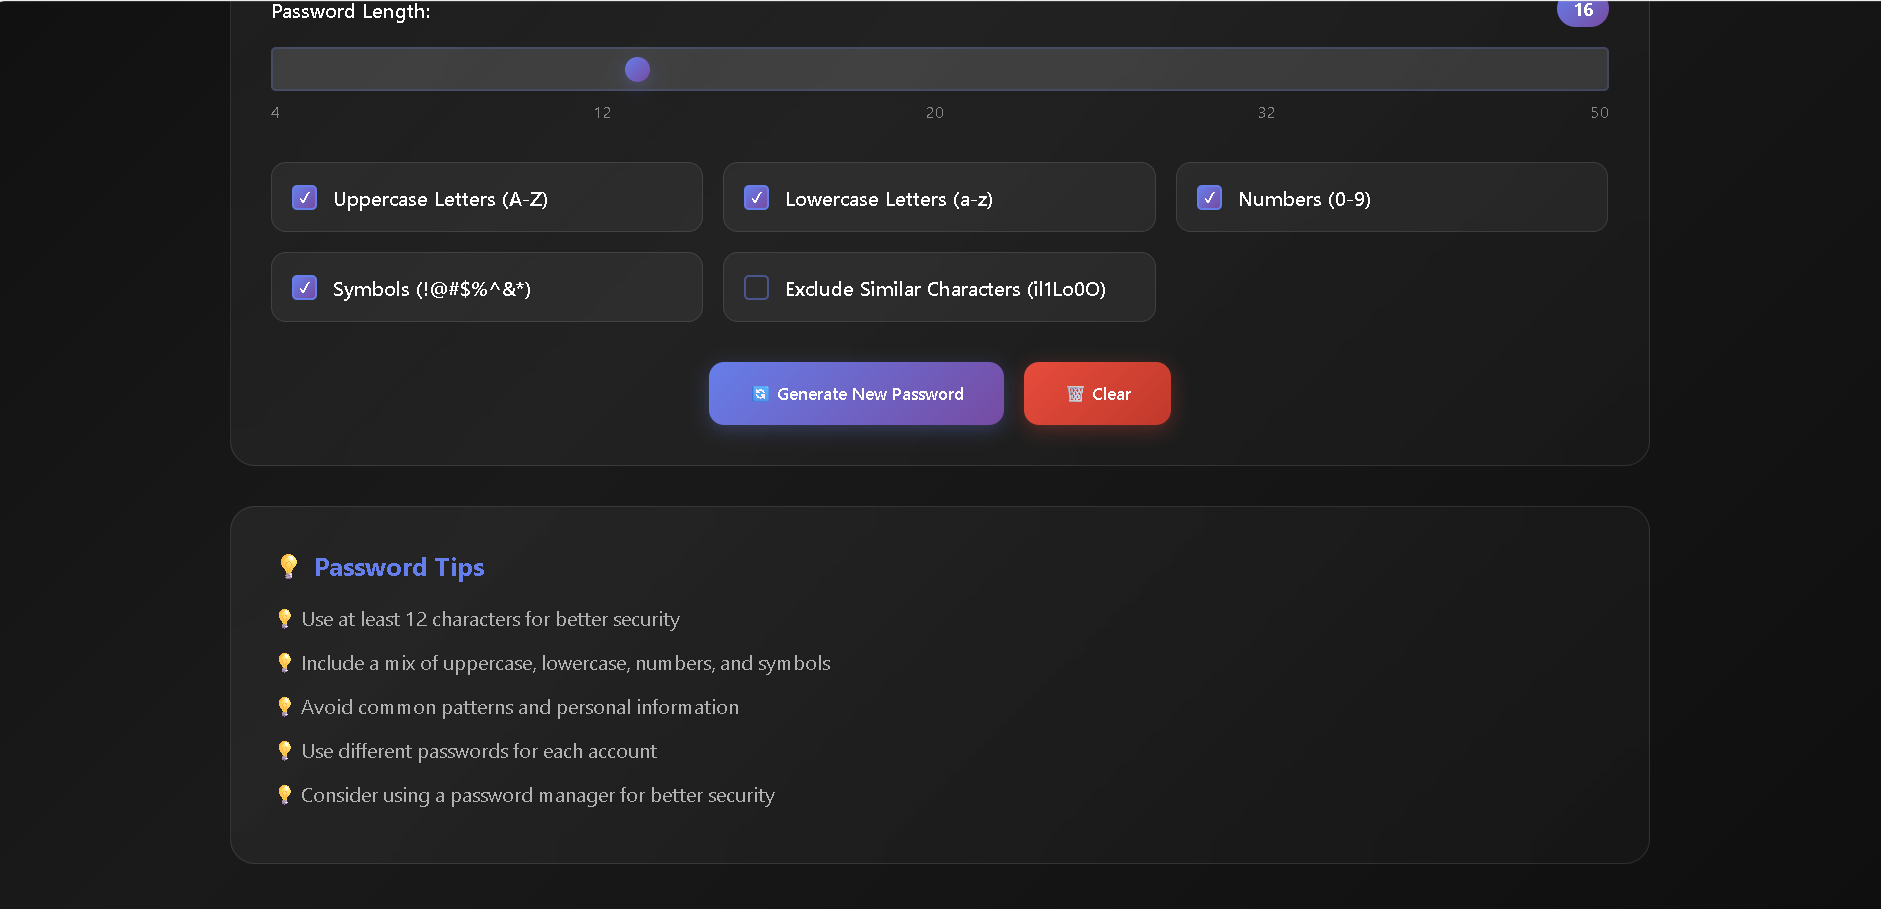 Password Length:
16
4 12 20 32 50
✓ Uppercase Letters (A-Z)
✓ Lowercase Letters (a-z)
✓ Numbers (0-9)
✓ Symbols (!@#$%^&*)
Exclude Similar Characters (il1Lo0O)
Generate New Password
Clear
Password Tips
Use at least 12 characters for better security
Include a mix of uppercase, lowercase, numbers, and symbols
Avoid common patterns and personal information
Use different passwords for each account
Consider using a password manager for better security